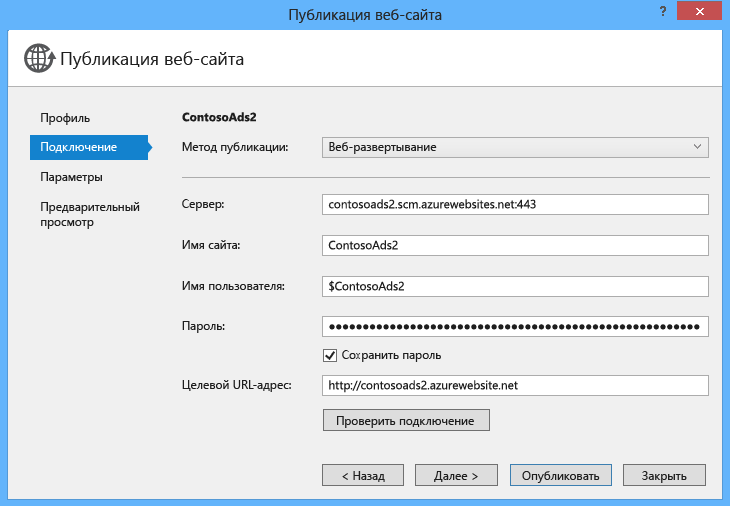 Публикация веб-сайта
?
Публикация веб-сайта
Профиль
Подключение
Параметры
Предварительный
просмотр
ContosoAds2
Метод публикации: Веб-развертывание
Сервер: contosoads2.scm.azurewebsites.net:443
Имя сайта: ContosoAds2
Имя пользователя: $ContosoAds2
Пароль: ●●●●●●●●●●●●●●●●●●●●●●●●●●●●●●●●●●●●●●●●●●●●●●●●●●●●●●●
Сохранить пароль
Целевой URL-адрес: http://contosoads2.azurewebsite.net
Проверить подключение
< Назад Далее > Опубликовать Закрыть